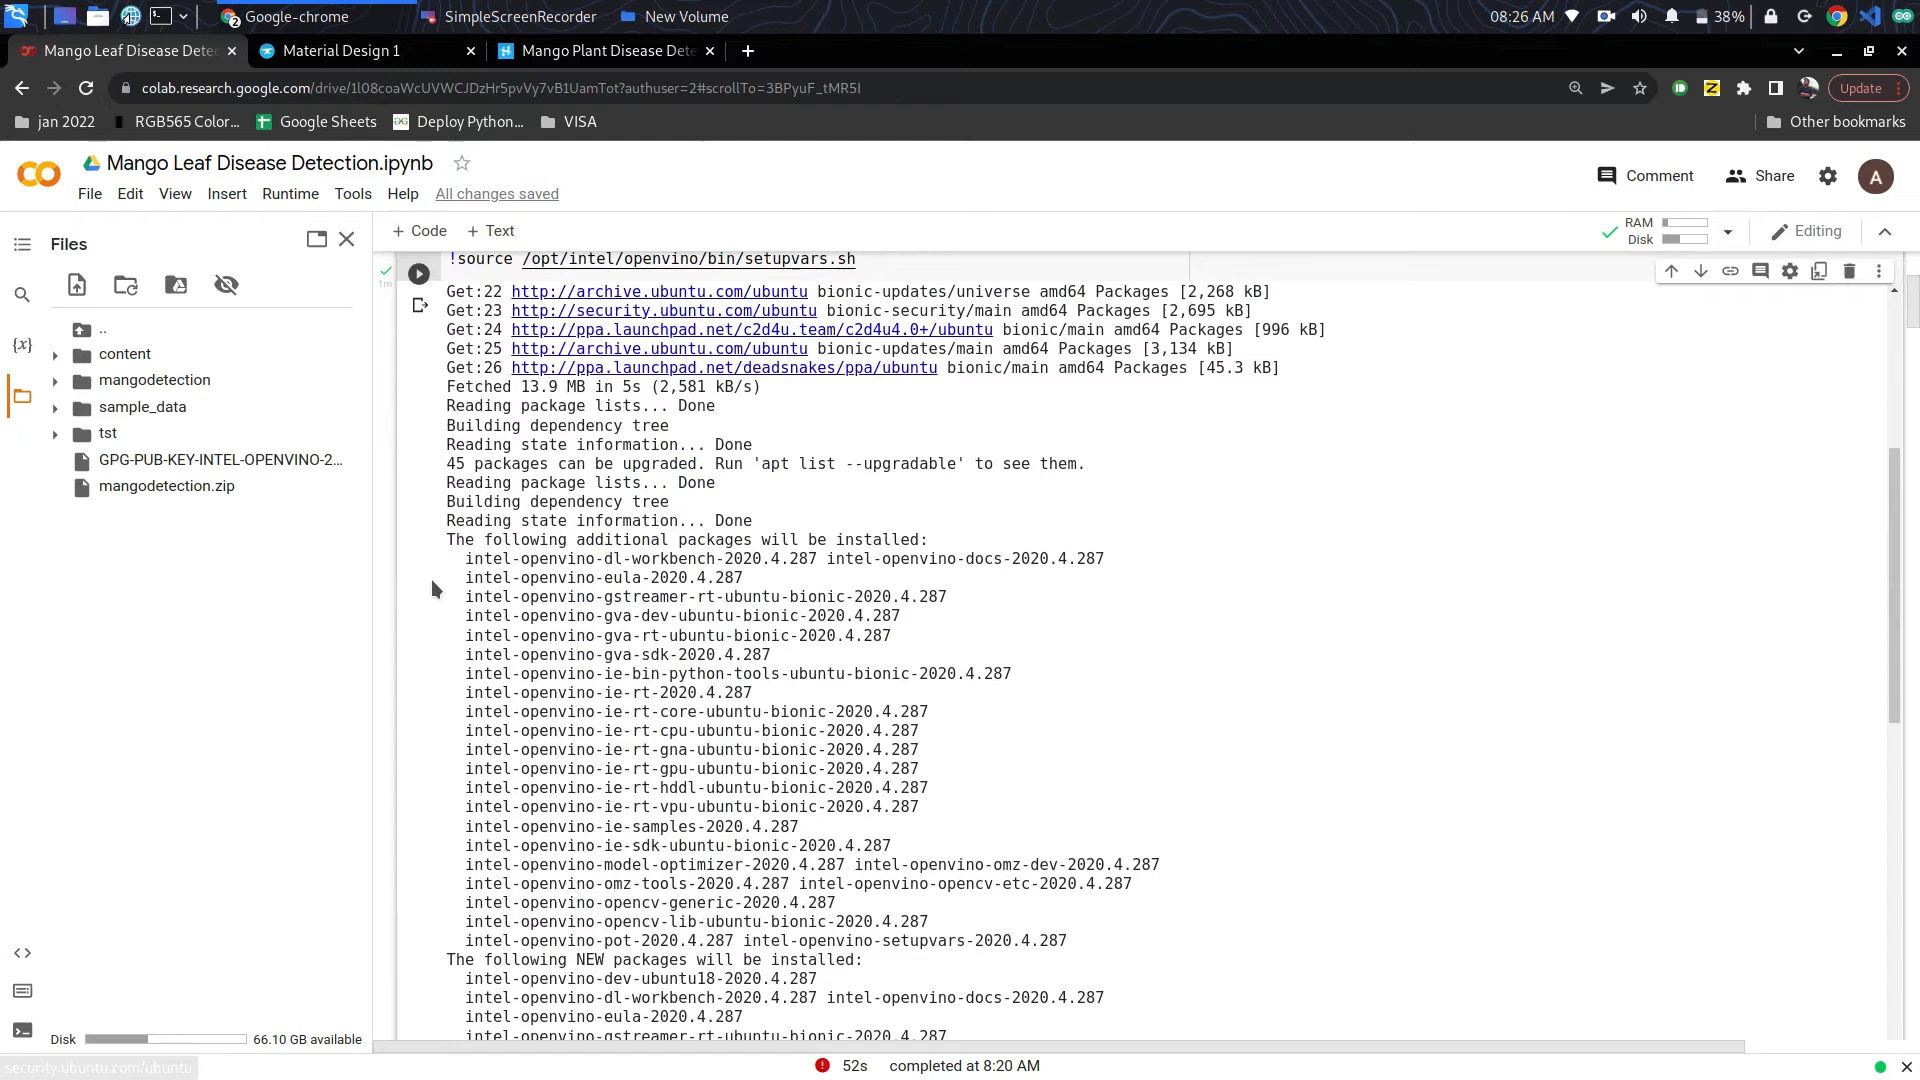 Google-chrome
SimpleScreenRecorder
New Volume
08:26 AM
38%
Mango Leaf Disease Dete
Material Design 1
Mango Plant Disease Dete
colab.research.google.com/drive/1l08coaWcUVWCJDzHr5pvVy7vB1UamTot?authuser=2#scrollTo=3BPyuF_tMR5I
Update
jan 2022
RGB565 Color...
Google Sheets
Deploy Python...
VISA
Other bookmarks
Mango Leaf Disease Detection.ipynb
File Edit View Insert Runtime Tools Help All changes saved
Comment
Share
A
Files
+ Code + Text
RAM
Disk
Editing
..
content
mangodetection
sample_data
tst
GPG-PUB-KEY-INTEL-OPENVINO-2...
mangodetection.zip
Disk
66.10 GB available
1m
!source /opt/intel/openvino/bin/setupvars.sh
Get:22 http://archive.ubuntu.com/ubuntu bionic-updates/universe amd64 Packages [2,268 kB]
Get:23 http://security.ubuntu.com/ubuntu bionic-security/main amd64 Packages [2,695 kB]
Get:24 http://ppa.launchpad.net/c2d4u.team/c2d4u4.0+/ubuntu bionic/main amd64 Packages [996 kB]
Get:25 http://archive.ubuntu.com/ubuntu bionic-updates/main amd64 Packages [3,134 kB]
Get:26 http://ppa.launchpad.net/deadsnakes/ppa/ubuntu bionic/main amd64 Packages [45.3 kB]
Fetched 13.9 MB in 5s (2,581 kB/s)
Reading package lists... Done
Building dependency tree
Reading state information... Done
45 packages can be upgraded. Run 'apt list --upgradable' to see them.
Reading package lists... Done
Building dependency tree
Reading state information... Done
The following additional packages will be installed:
intel-openvino-dl-workbench-2020.4.287 intel-openvino-docs-2020.4.287
intel-openvino-eula-2020.4.287
intel-openvino-gstreamer-rt-ubuntu-bionic-2020.4.287
intel-openvino-gva-dev-ubuntu-bionic-2020.4.287
intel-openvino-gva-rt-ubuntu-bionic-2020.4.287
intel-openvino-gva-sdk-2020.4.287
intel-openvino-ie-bin-python-tools-ubuntu-bionic-2020.4.287
intel-openvino-ie-rt-2020.4.287
intel-openvino-ie-rt-core-ubuntu-bionic-2020.4.287
intel-openvino-ie-rt-cpu-ubuntu-bionic-2020.4.287
intel-openvino-ie-rt-gna-ubuntu-bionic-2020.4.287
intel-openvino-ie-rt-gpu-ubuntu-bionic-2020.4.287
intel-openvino-ie-rt-hddl-ubuntu-bionic-2020.4.287
intel-openvino-ie-rt-vpu-ubuntu-bionic-2020.4.287
intel-openvino-ie-samples-2020.4.287
intel-openvino-ie-sdk-ubuntu-bionic-2020.4.287
intel-openvino-model-optimizer-2020.4.287 intel-openvino-omz-dev-2020.4.287
intel-openvino-omz-tools-2020.4.287 intel-openvino-opencv-etc-2020.4.287
intel-openvino-opencv-generic-2020.4.287
intel-openvino-opencv-lib-ubuntu-bionic-2020.4.287
intel-openvino-pot-2020.4.287 intel-openvino-setupvars-2020.4.287
The following NEW packages will be installed:
intel-openvino-dev-ubuntu18-2020.4.287
intel-openvino-dl-workbench-2020.4.287 intel-openvino-docs-2020.4.287
intel-openvino-eula-2020.4.287
intel-openvino-gstreamer-rt-ubuntu-bionic-2020.4.287
security.ubuntu.com/ubuntu
52s completed at 8:20 AM